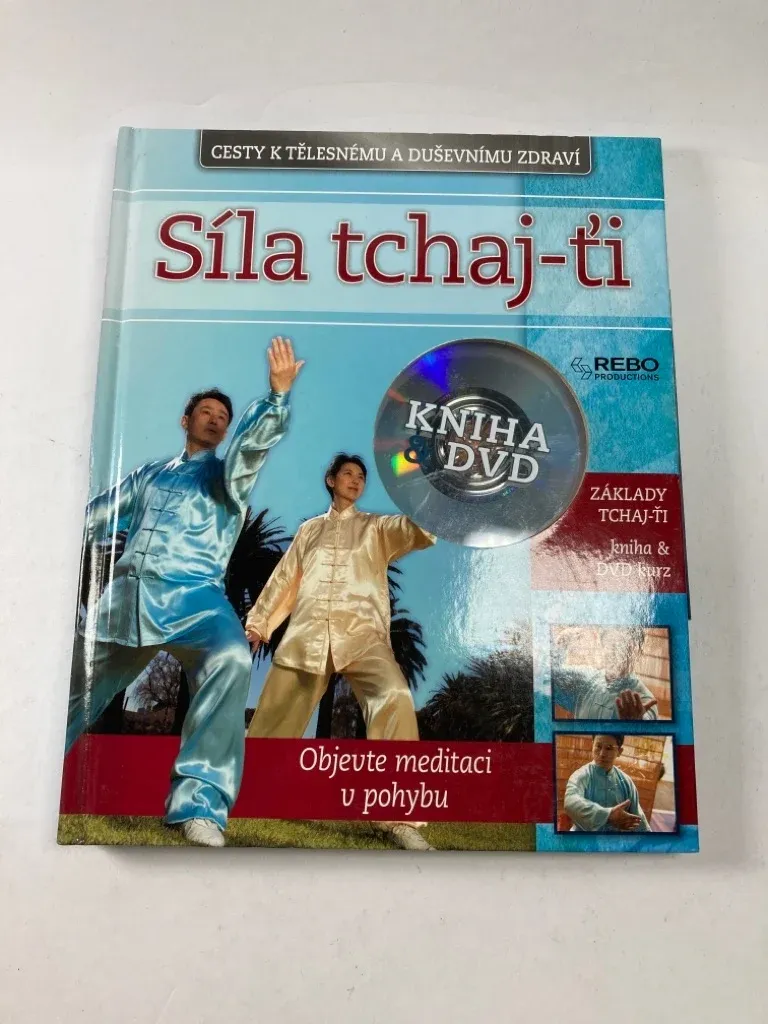 CESTY K TĚLESNÉMU A DUŠEVNÍMU ZDRAVÍ
Síla tchaj-ťi
REBO
PRODUCTIONS
KNIHA
& DVD
ZÁKLADY
TCHAJ-ŤI
kniha &
DVD kurz
Objevte meditaci
v pohybu